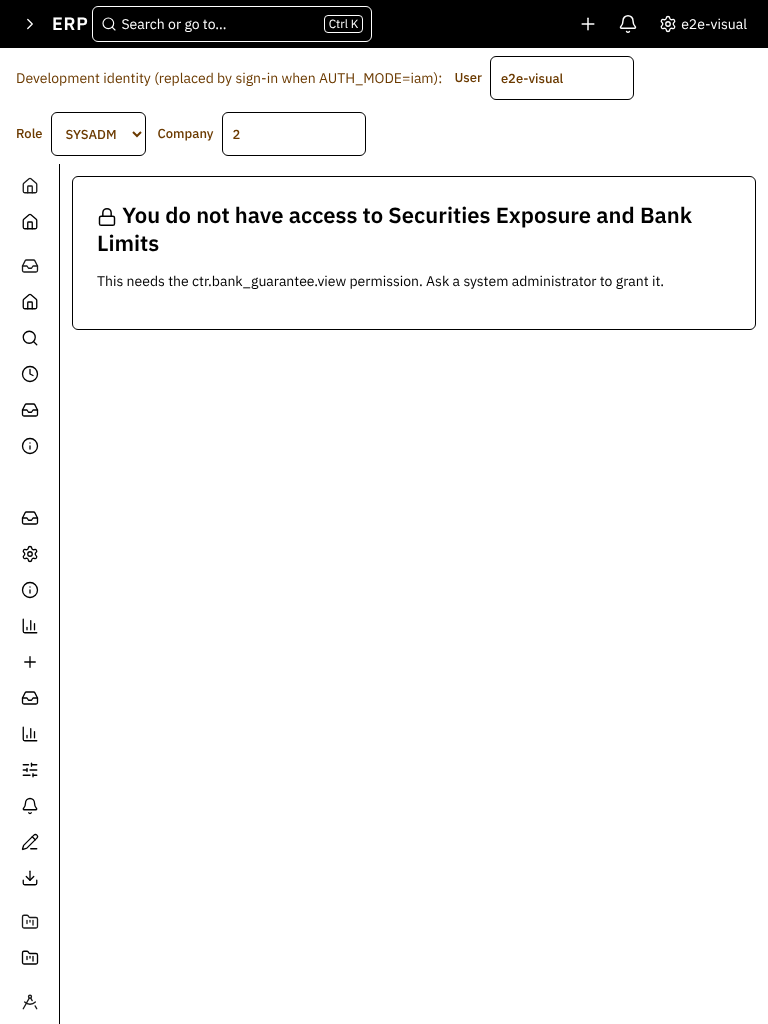 ERP Search or go to... Ctrl K e2e-visual
Development identity (replaced by sign-in when AUTH_MODE=iam): User e2e-visual
Role SYSADM Company 2
You do not have access to Securities Exposure and Bank
Limits
This needs the ctr.bank_guarantee.view permission. Ask a system administrator to grant it.